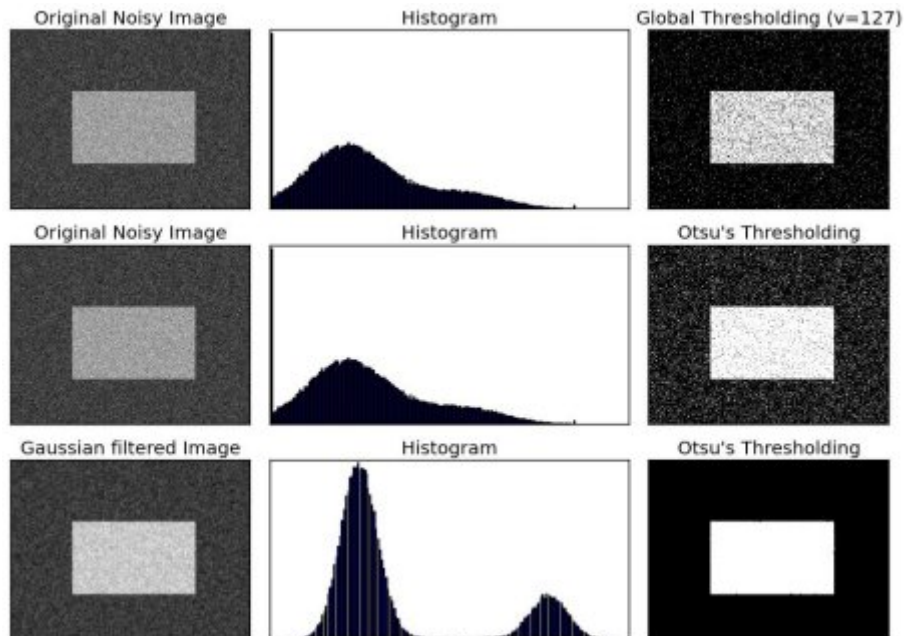 Original Noisy Image
Histogram
Global Thresholding (v=127)
Original Noisy Image
Histogram
Otsu's Thresholding
Gaussian filtered Image
Histogram
Otsu's Thresholding